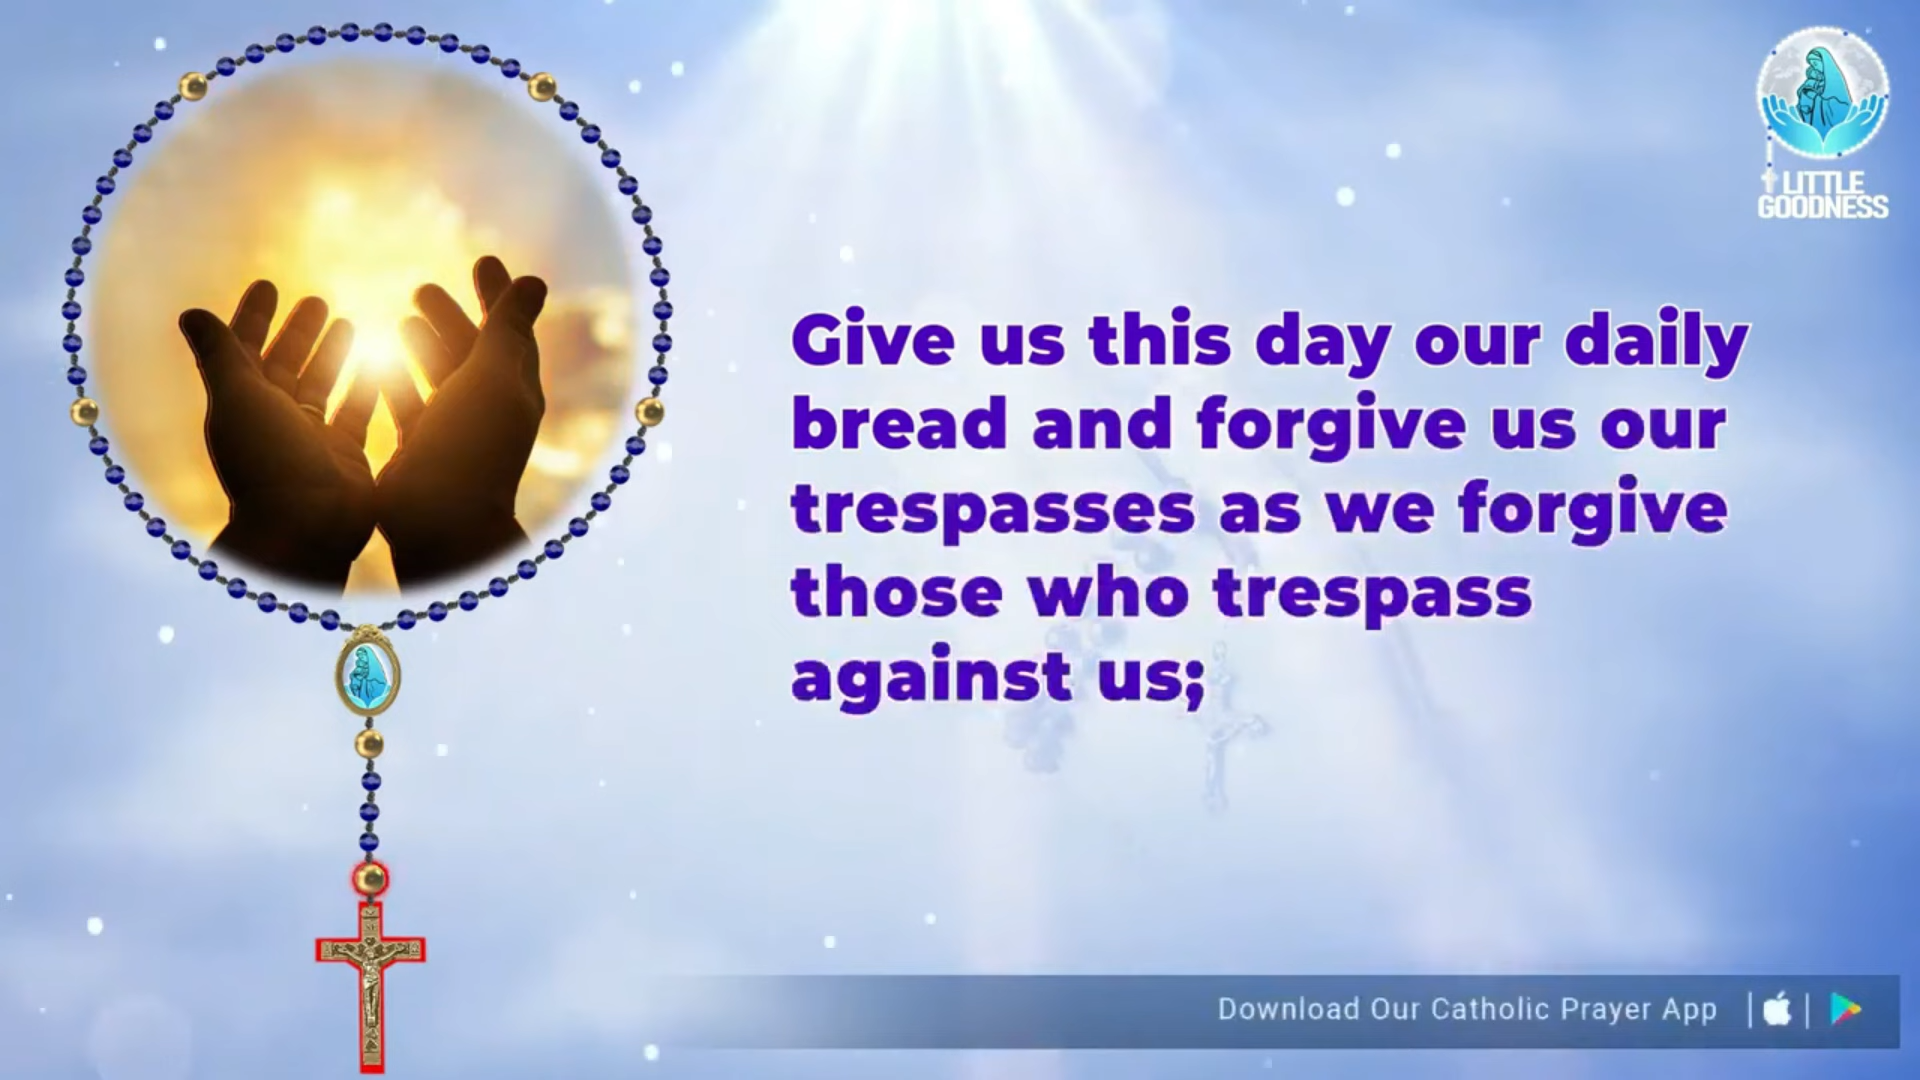 LITTLE
GOODNESS
Give us this day our daily
bread and forgive us our
trespasses as we forgive
those who trespass
against us;
Download Our Catholic Prayer App